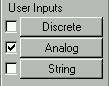 User Inputs
Discrete
Analog
String